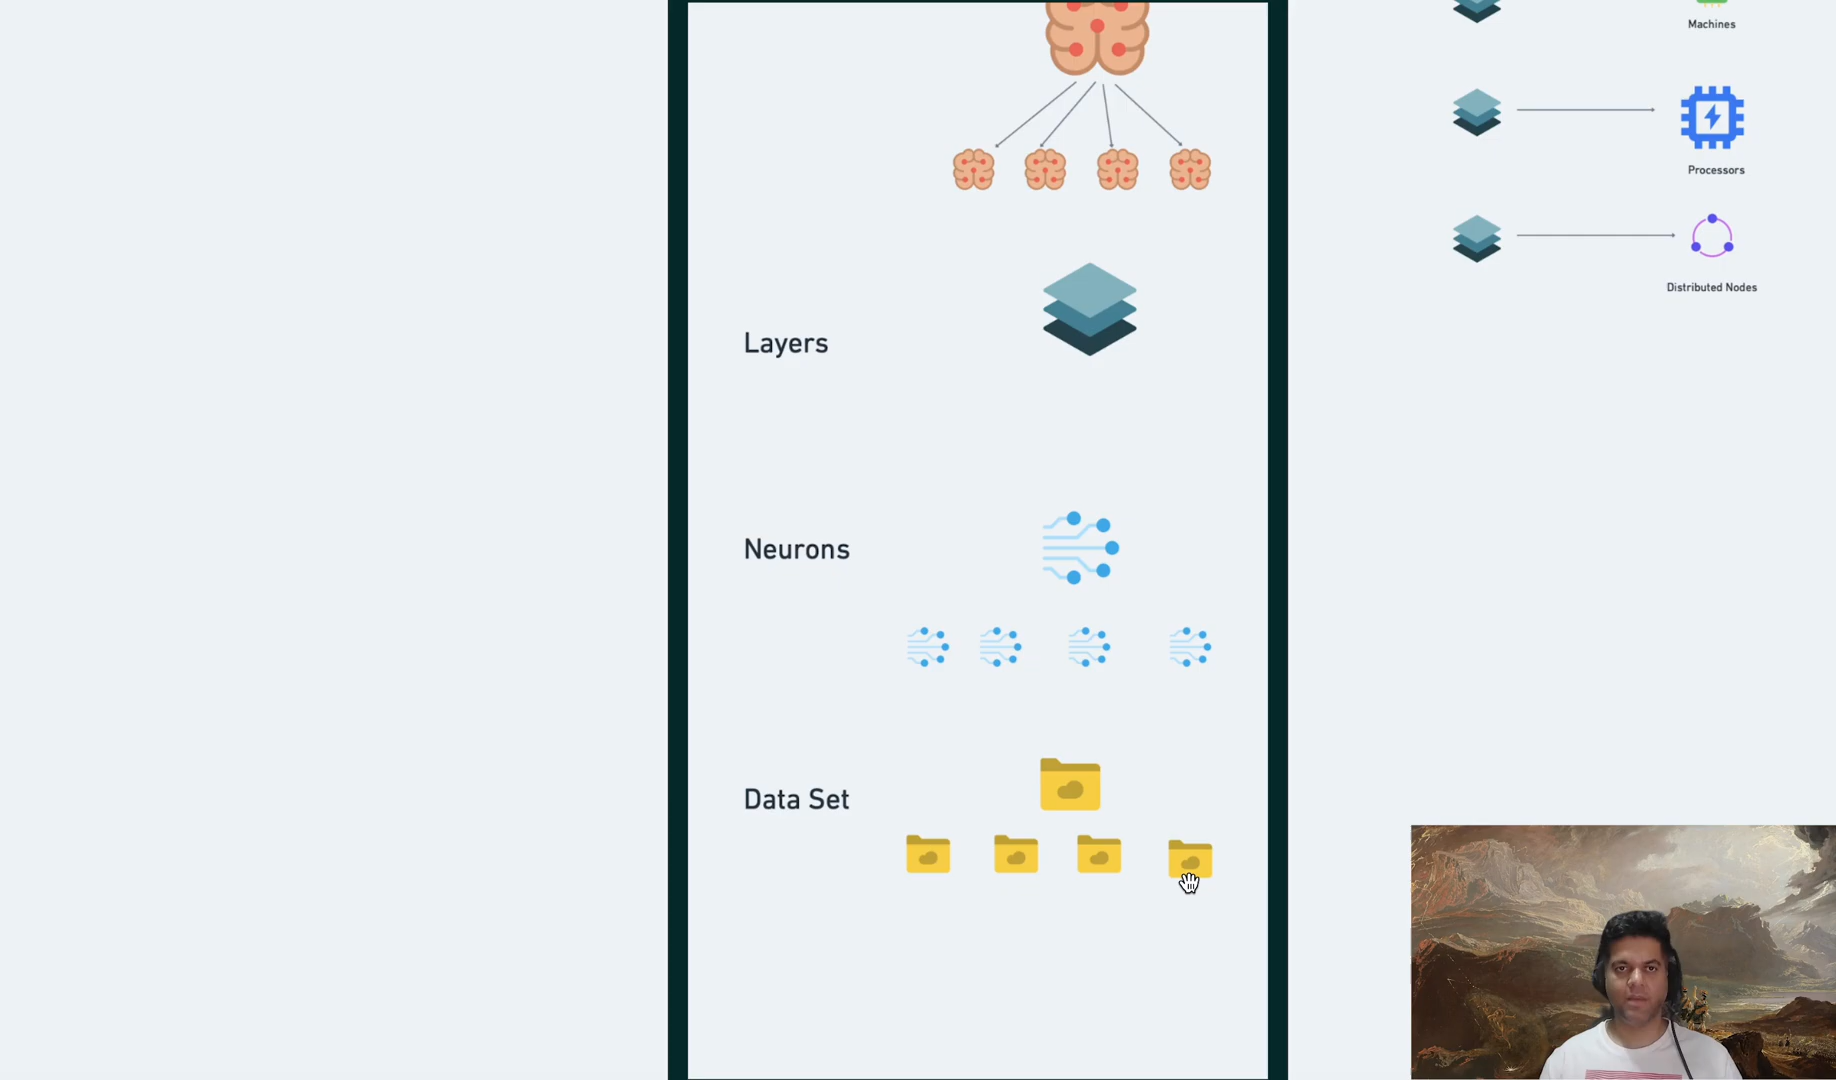 Layers
Neurons
Data Set
Machines
Processors
Distributed Nodes